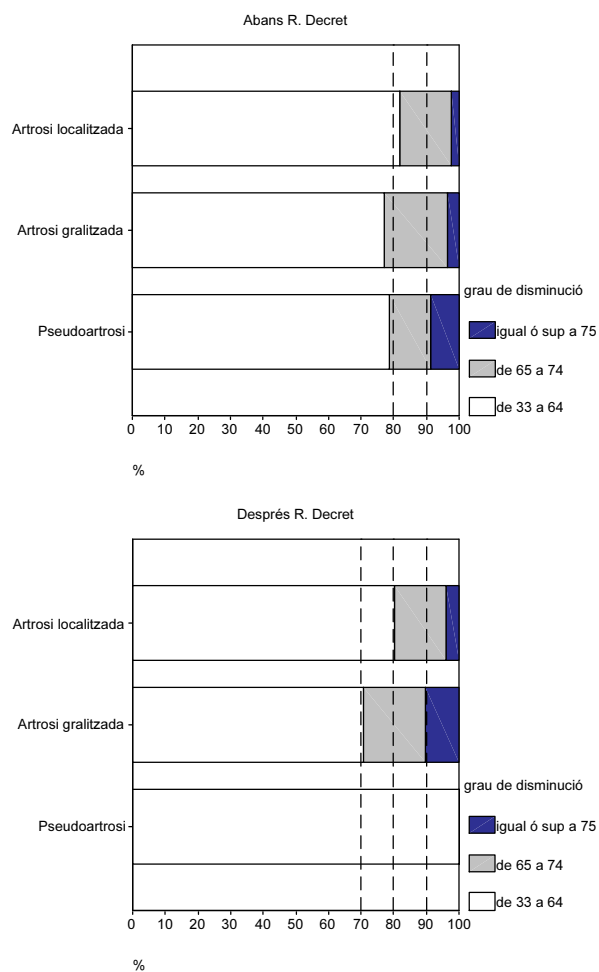 Abans R. Decret
Artrosi localitzada
Artrosi gralitzada
Pseudoartrosi
grau de disminució
igual ó sup a 75
de 65 a 74
de 33 a 64
0 10 20 30 40 50 60 70 80 90 100
%
Després R. Decret
Artrosi localitzada
Artrosi gralitzada
Pseudoartrosi
grau de disminució
igual ó sup a 75
de 65 a 74
de 33 a 64
0 10 20 30 40 50 60 70 80 90 100
%